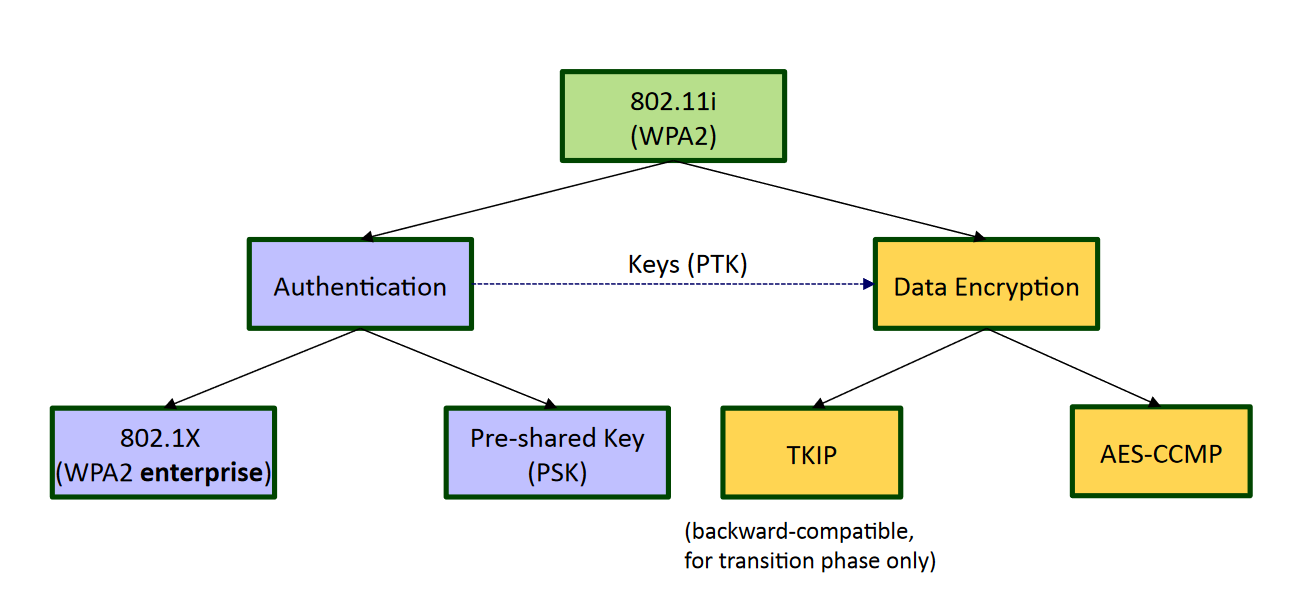 802.11i
(WPA2)
Keys (PTK)
Authentication
Data Encryption
802.1X
(WPA2 enterprise)
Pre-shared Key
(PSK)
TKIP
AES-CCMP
(backward-compatible,
for transition phase only)